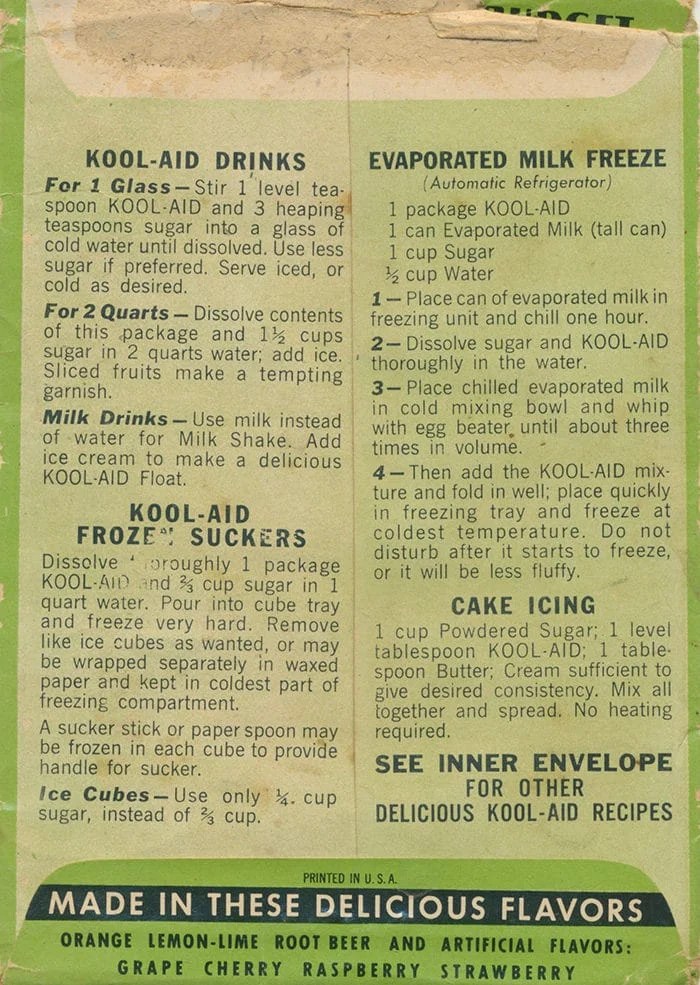 KOOL-AID DRINKS
For 1 Glass — Stir 1 level tea-
spoon KOOL-AID and 3 heaping
teaspoons sugar into a glass of
cold water until dissolved. Use less
sugar if preferred. Serve iced, or
cold as desired.
For 2 Quarts — Dissolve contents
of this package and 1½ cups
sugar in 2 quarts water; add ice.
Sliced fruits make a tempting
garnish.
Milk Drinks — Use milk instead
of water for Milk Shake. Add
ice cream to make a delicious
KOOL-AID Float.
KOOL-AID
FROZEN SUCKERS
Dissolve thoroughly 1 package
KOOL-AID and ⅔ cup sugar in 1
quart water. Pour into cube tray
and freeze very hard. Remove
like ice cubes as wanted, or may
be wrapped separately in waxed
paper and kept in coldest part of
freezing compartment.
A sucker stick or paper spoon may
be frozen in each cube to provide
handle for sucker.
Ice Cubes — Use only ¼ cup
sugar, instead of ⅔ cup.
EVAPORATED MILK FREEZE
(Automatic Refrigerator)
1 package KOOL-AID
1 can Evaporated Milk (tall can)
1 cup Sugar
½ cup Water
1 — Place can of evaporated milk in
freezing unit and chill one hour.
2 — Dissolve sugar and KOOL-AID
thoroughly in the water.
3 — Place chilled evaporated milk
in cold mixing bowl and whip
with egg beater until about three
times in volume.
4 — Then add the KOOL-AID mix-
ture and fold in well; place quickly
in freezing tray and freeze at
coldest temperature. Do not
disturb after it starts to freeze,
or it will be less fluffy.
CAKE ICING
1 cup Powdered Sugar; 1 level
tablespoon KOOL-AID; 1 table-
spoon Butter; Cream sufficient to
give desired consistency. Mix all
together and spread. No heating
required.
SEE INNER ENVELOPE
FOR OTHER
DELICIOUS KOOL-AID RECIPES
PRINTED IN U.S.A.
MADE IN THESE DELICIOUS FLAVORS
ORANGE LEMON-LIME ROOT BEER AND ARTIFICIAL FLAVORS:
GRAPE CHERRY RASPBERRY STRAWBERRY